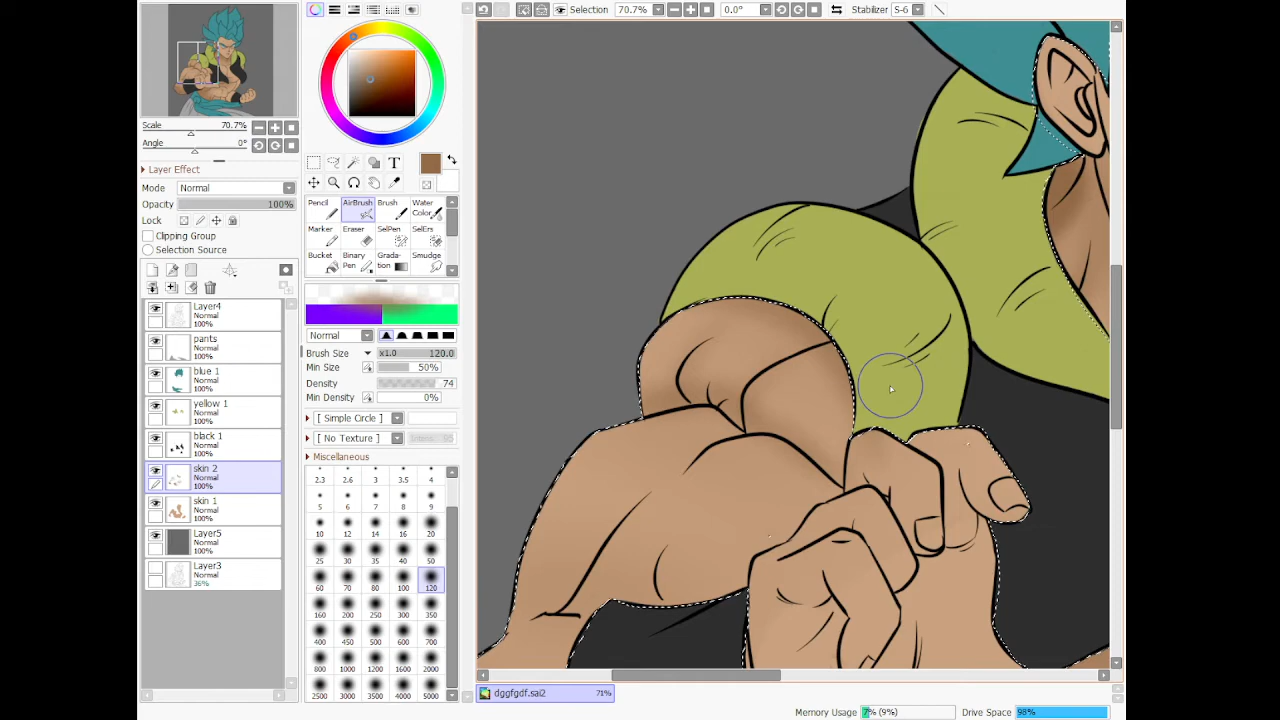 Selection 70.7% 0.0° Stabilizer S-6
Scale 70.7%
Angle 0°
Layer Effect
Mode Normal
Opacity 100%
Lock
Clipping Group
Selection Source
Layer4
Normal
100%
pants
Normal
100%
blue 1
Normal
100%
yellow 1
Normal
100%
black 1
Normal
100%
skin 2
Normal
100%
skin 1
Normal
100%
Layer5
Normal
100%
Layer3
Normal
36%
T
Pencil AirBrush Brush Water Color
Marker Eraser SelPen SelErs
Bucket Binary Pen Gradation Smudge
Normal
Brush Size x1.0 120.0
Min Size 50%
Density 74
Min Density 0%
[ Simple Circle ]
[ No Texture ]
Miscellaneous
2.3 2.6 3 3.5 4
5 6 7 8 9
10 12 14 16 20
25 30 35 40 50
60 70 80 100 120
160 200 250 300 350
400 450 500 600 700
800 1000 1200 1600 2000
2500 3000 3500 4000 5000
dggfgdf.sai2 71%
Memory Usage 7% (9%) Drive Space 98%